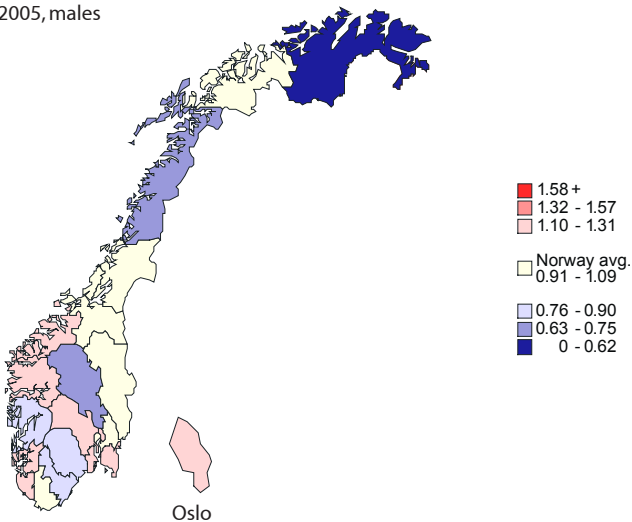 2005, males
1.58 +
1.32 - 1.57
1.10 - 1.31
Norway avg.
0.91 - 1.09
0.76 - 0.90
0.63 - 0.75
0 - 0.62
Oslo